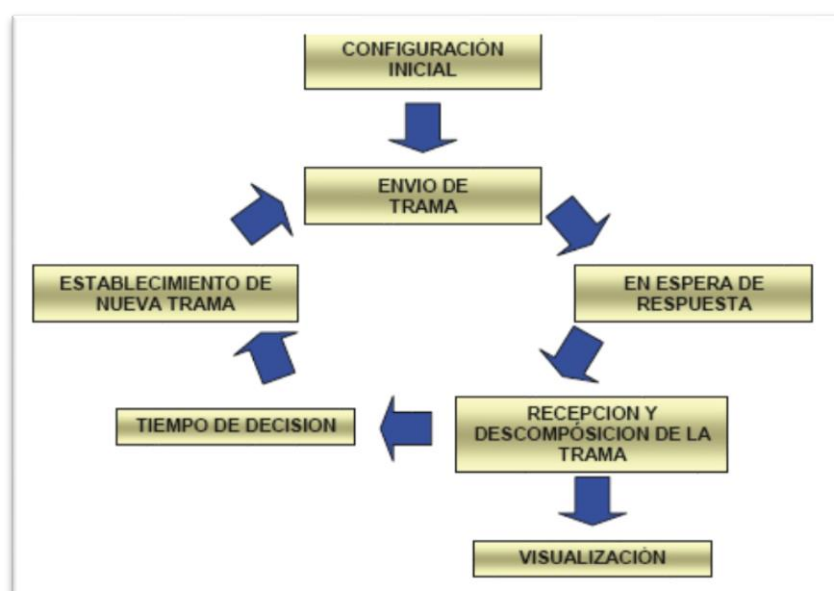 CONFIGURACIÓN
INICIAL
ENVIO DE
TRAMA
ESTABLECIMIENTO DE
NUEVA TRAMA
EN ESPERA DE
RESPUESTA
TIEMPO DE DECISION
RECEPCION Y
DESCOMPÓSICION DE LA
TRAMA
VISUALIZACIÓN